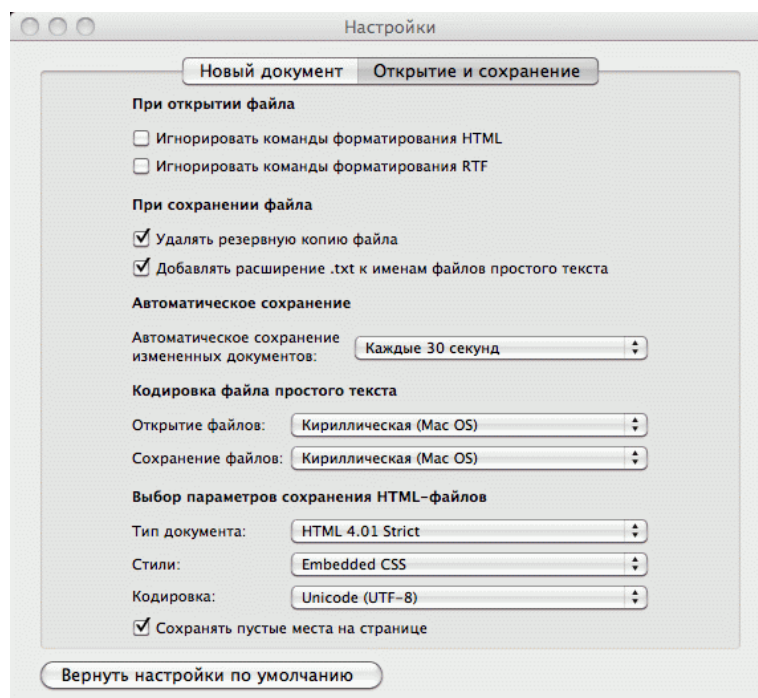 Настройки
Новый документ Открытие и сохранение
При открытии файла
Игнорировать команды форматирования HTML
Игнорировать команды форматирования RTF
При сохранении файла
Удалять резервную копию файла
Добавлять расширение .txt к именам файлов простого текста
Автоматическое сохранение
Автоматическое сохранение
измененных документов: Каждые 30 секунд
Кодировка файла простого текста
Открытие файлов: Кириллическая (Mac OS)
Сохранение файлов: Кириллическая (Mac OS)
Выбор параметров сохранения HTML-файлов
Тип документа: HTML 4.01 Strict
Стили: Embedded CSS
Кодировка: Unicode (UTF-8)
Сохранять пустые места на странице
Вернуть настройки по умолчанию